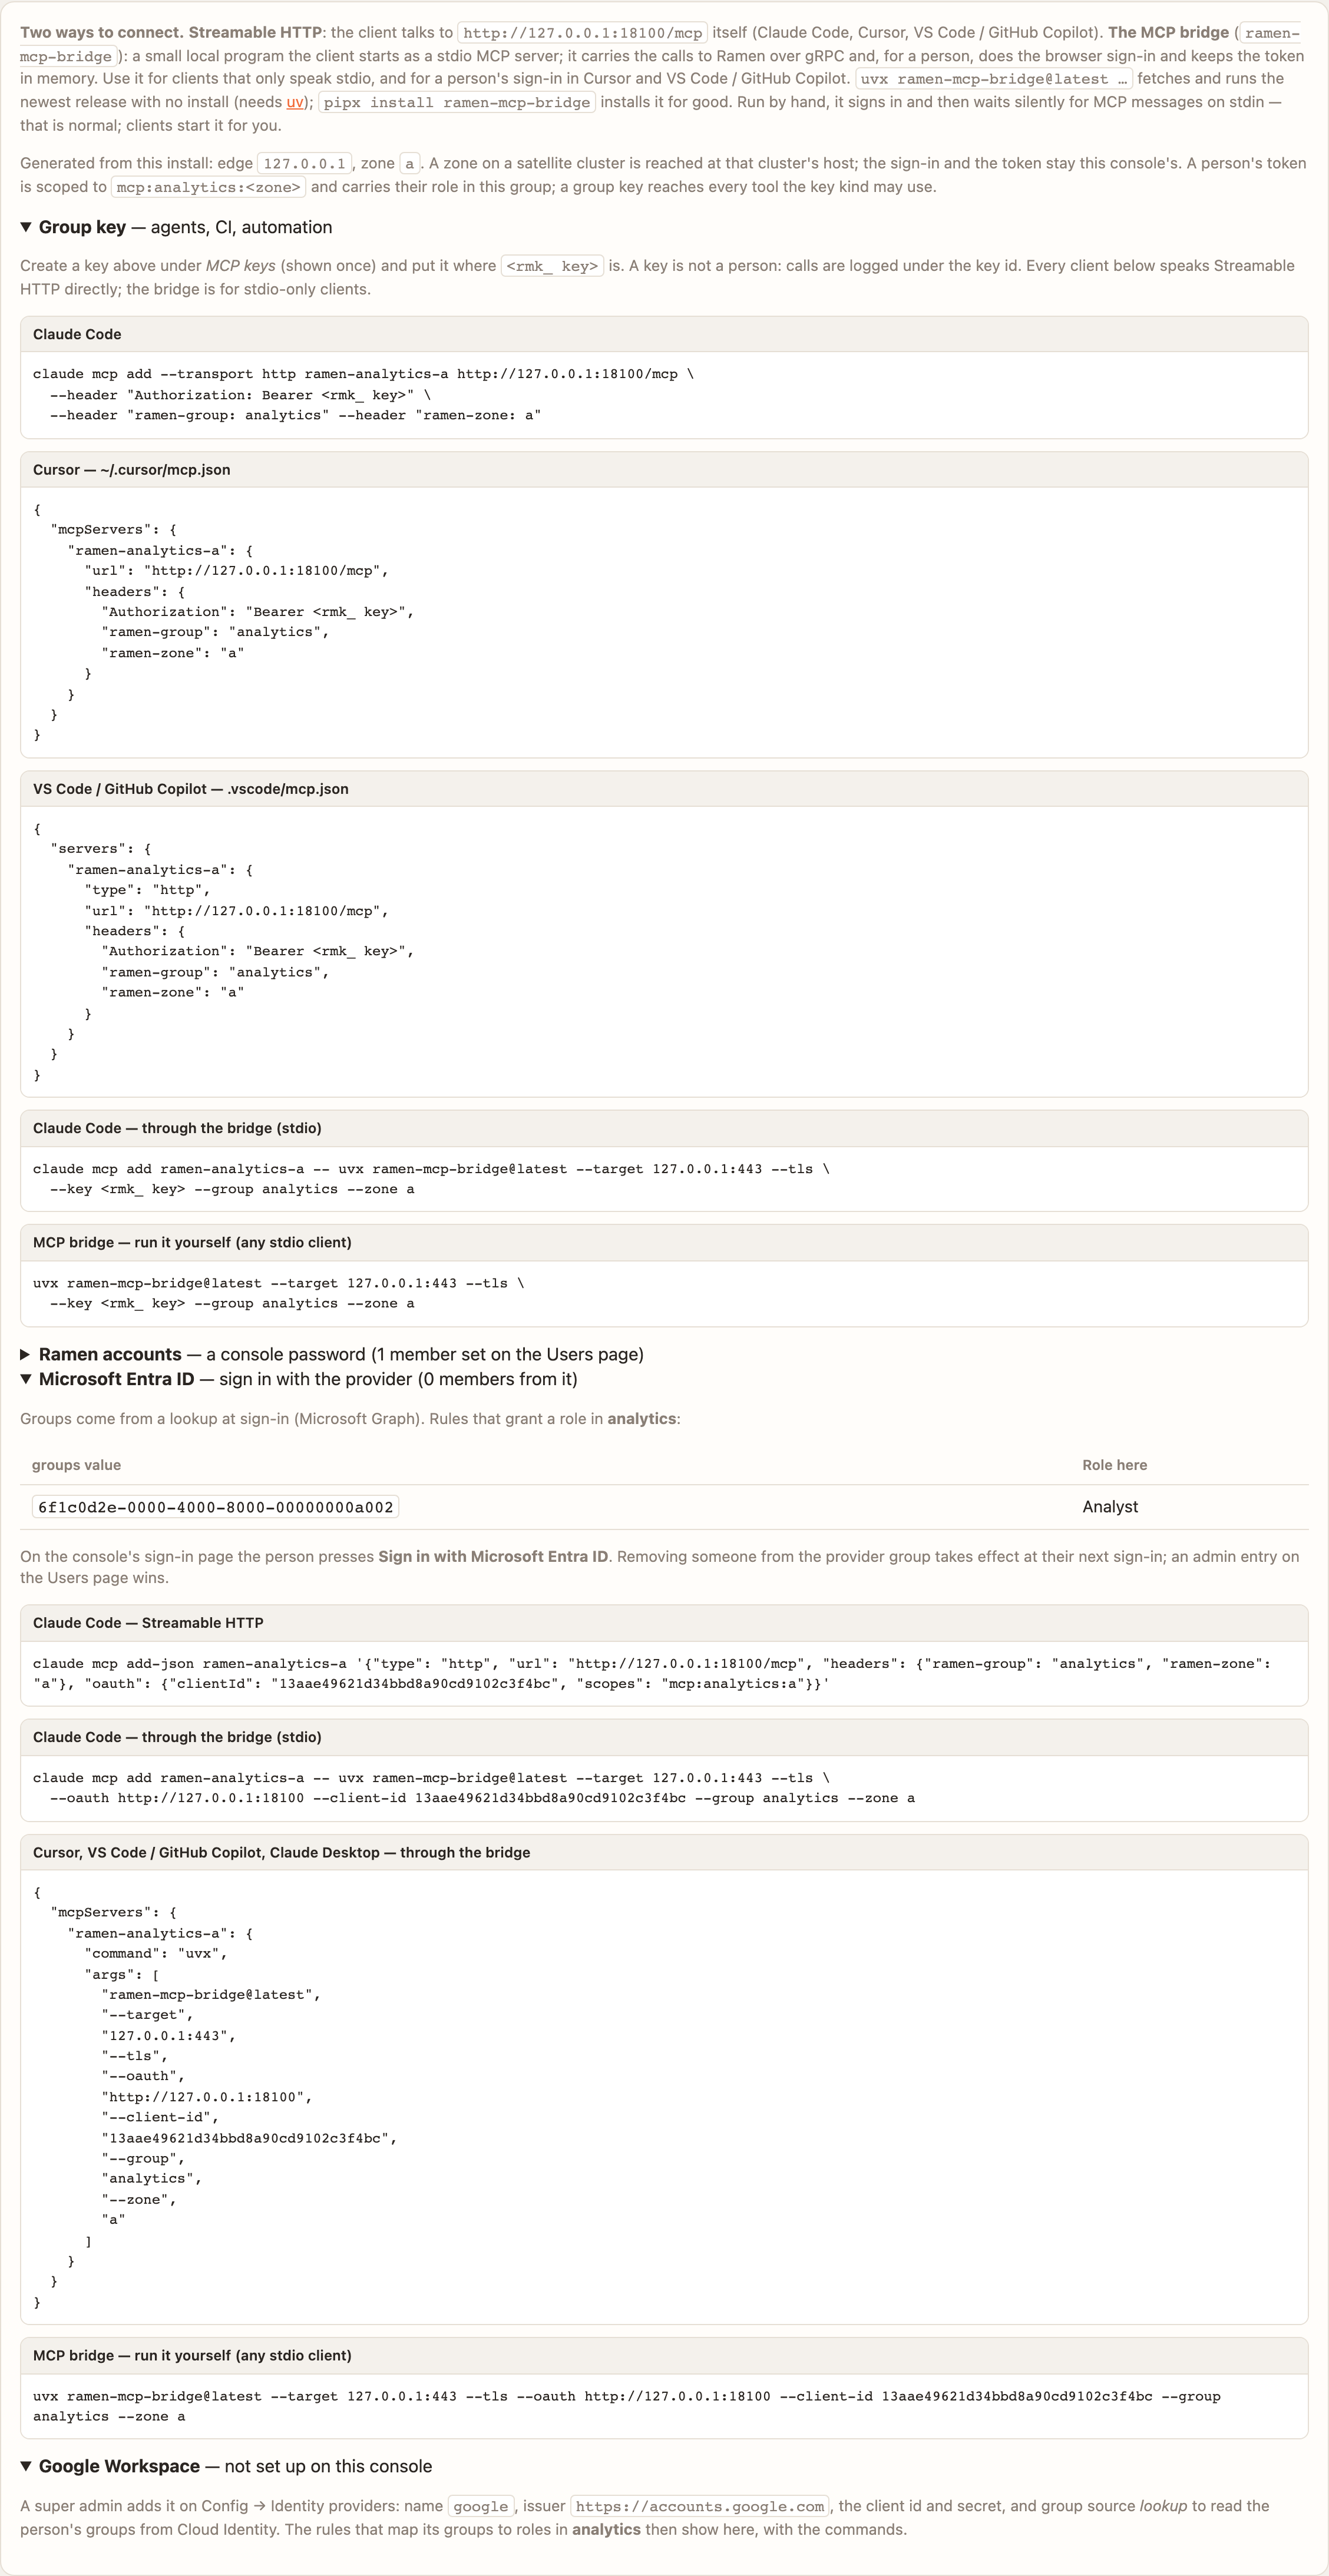 Two ways to connect. Streamable HTTP: the client talks to http://127.0.0.1:18100/mcp itself (Claude Code, Cursor, VS Code / GitHub Copilot). The MCP bridge (ramen-
mcp-bridge): a small local program the client starts as a stdio MCP server; it carries the calls to Ramen over gRPC and, for a person, does the browser sign-in and keeps the token
in memory. Use it for clients that only speak stdio, and for a person's sign-in in Cursor and VS Code / GitHub Copilot. uvx ramen-mcp-bridge@latest … fetches and runs the
newest release with no install (needs uv); pipx install ramen-mcp-bridge installs it for good. Run by hand, it signs in and then waits silently for MCP messages on stdin —
that is normal; clients start it for you.
Generated from this install: edge 127.0.0.1, zone a. A zone on a satellite cluster is reached at that cluster's host; the sign-in and the token stay this console's. A person's token
is scoped to mcp:analytics:<zone> and carries their role in this group; a group key reaches every tool the key kind may use.
▼ Group key — agents, CI, automation
Create a key above under MCP keys (shown once) and put it where <rmk_ key> is. A key is not a person: calls are logged under the key id. Every client below speaks Streamable
HTTP directly; the bridge is for stdio-only clients.
Claude Code
claude mcp add --transport http ramen-analytics-a http://127.0.0.1:18100/mcp \
--header "Authorization: Bearer <rmk_ key>" \
--header "ramen-group: analytics" --header "ramen-zone: a"
Cursor — ~/.cursor/mcp.json
{
"mcpServers": {
"ramen-analytics-a": {
"url": "http://127.0.0.1:18100/mcp",
"headers": {
"Authorization": "Bearer <rmk_ key>",
"ramen-group": "analytics",
"ramen-zone": "a"
}
}
}
}
VS Code / GitHub Copilot — .vscode/mcp.json
{
"servers": {
"ramen-analytics-a": {
"type": "http",
"url": "http://127.0.0.1:18100/mcp",
"headers": {
"Authorization": "Bearer <rmk_ key>",
"ramen-group": "analytics",
"ramen-zone": "a"
}
}
}
}
Claude Code — through the bridge (stdio)
claude mcp add ramen-analytics-a -- uvx ramen-mcp-bridge@latest --target 127.0.0.1:443 --tls \
--key <rmk_ key> --group analytics --zone a
MCP bridge — run it yourself (any stdio client)
uvx ramen-mcp-bridge@latest --target 127.0.0.1:443 --tls \
--key <rmk_ key> --group analytics --zone a
▶ Ramen accounts — a console password (1 member set on the Users page)
▼ Microsoft Entra ID — sign in with the provider (0 members from it)
Groups come from a lookup at sign-in (Microsoft Graph). Rules that grant a role in analytics:
groups value Role here
6f1c0d2e-0000-4000-8000-00000000a002 Analyst
On the console's sign-in page the person presses Sign in with Microsoft Entra ID. Removing someone from the provider group takes effect at their next sign-in; an admin entry on
the Users page wins.
Claude Code — Streamable HTTP
claude mcp add-json ramen-analytics-a '{"type": "http", "url": "http://127.0.0.1:18100/mcp", "headers": {"ramen-group": "analytics", "ramen-zone":
"a"}, "oauth": {"clientId": "13aae49621d34bbd8a90cd9102c3f4bc", "scopes": "mcp:analytics:a"}}'
Claude Code — through the bridge (stdio)
claude mcp add ramen-analytics-a -- uvx ramen-mcp-bridge@latest --target 127.0.0.1:443 --tls \
--oauth http://127.0.0.1:18100 --client-id 13aae49621d34bbd8a90cd9102c3f4bc --group analytics --zone a
Cursor, VS Code / GitHub Copilot, Claude Desktop — through the bridge
{
"mcpServers": {
"ramen-analytics-a": {
"command": "uvx",
"args": [
"ramen-mcp-bridge@latest",
"--target",
"127.0.0.1:443",
"--tls",
"--oauth",
"http://127.0.0.1:18100",
"--client-id",
"13aae49621d34bbd8a90cd9102c3f4bc",
"--group",
"analytics",
"--zone",
"a"
]
}
}
}
MCP bridge — run it yourself (any stdio client)
uvx ramen-mcp-bridge@latest --target 127.0.0.1:443 --tls --oauth http://127.0.0.1:18100 --client-id 13aae49621d34bbd8a90cd9102c3f4bc --group
analytics --zone a
▼ Google Workspace — not set up on this console
A super admin adds it on Config → Identity providers: name google, issuer https://accounts.google.com, the client id and secret, and group source lookup to read the
person's groups from Cloud Identity. The rules that map its groups to roles in analytics then show here, with the commands.